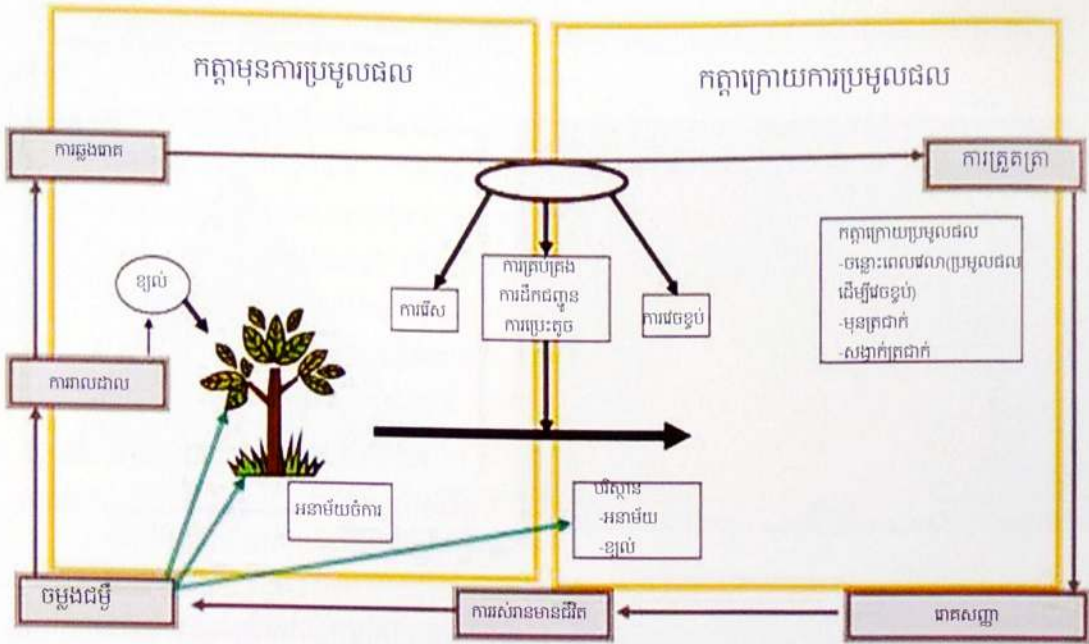 កត្តាមុនការប្រមូលផល
កត្តាក្រោយការប្រមូលផល
ការឆ្លងរោគ
ការត្រួតត្រា
ខ្យល់
ការរើស
ការគ្រប់គ្រង
ការដឹកជញ្ជូន
ការប្រេះតូច
ការវេចខ្ចប់
កត្តាក្រោយប្រមូលផល
-ចន្លោះពេលវេលា(ប្រមូលផល
ដើម្បីវេចខ្ចប់)
-មុនត្រជាក់
-សង្វាក់ត្រជាក់
ការរាលដាល
អនាម័យចំការ
បរិស្ថាន
-អនាម័យ
-ខ្យល់
ចម្លងជម្ងឺ
ការរស់រានមានជីវិត
រោគសញ្ញា